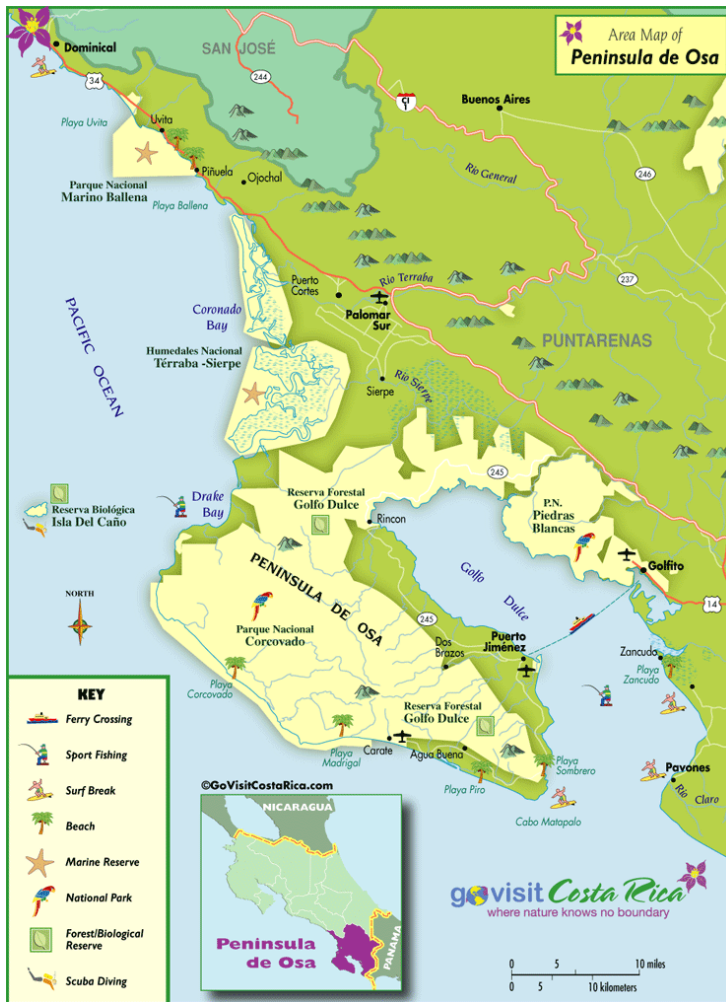 Area Map of
Peninsula de Osa
Dominical
SAN JOSÉ
34
244
Buenos Aires
Playa Uvita
Uvita
Río General
246
Parque Nacional
Marino Ballena
Piñuela
Ojochal
Playa Ballena
237
Puerto
Cortes
Río Terraba
Coronado
Bay
Palomar
Sur
PUNTARENAS
PACIFIC OCEAN
Humedales Nacional
Térraba -Sierpe
Sierpe
Río Sierpe
245
Drake
Bay
Reserva Forestal
Golfo Dulce
P.N.
Piedras
Blancas
Reserva Biológica
Isla Del Caño
Rincon
Golfito
Golfo Dulce
PENINSULA DE OSA
NORTH
14
245
Parque Nacional
Corcovado
Dos
Brazos
Puerto
Jiménez
Zancudo
Playa
Zancudo
Playa
Corcovado
Reserva Forestal
Golfo Dulce
Playa
Madrigal
Carate
Agua Buena
Playa
Sombrero
Pavones
Playa Piro
Río Claro
Cabo Matapalo
KEY
Ferry Crossing
Sport Fishing
Surf Break
Beach
Marine Reserve
National Park
Forest/Biological
Reserve
Scuba Diving
©GoVisitCostaRica.com
NICARAGUA
Peninsula
de Osa
PANAMA
govisit Costa Rica
where nature knows no boundary
0 5 10 miles
0 5 10 kilometers